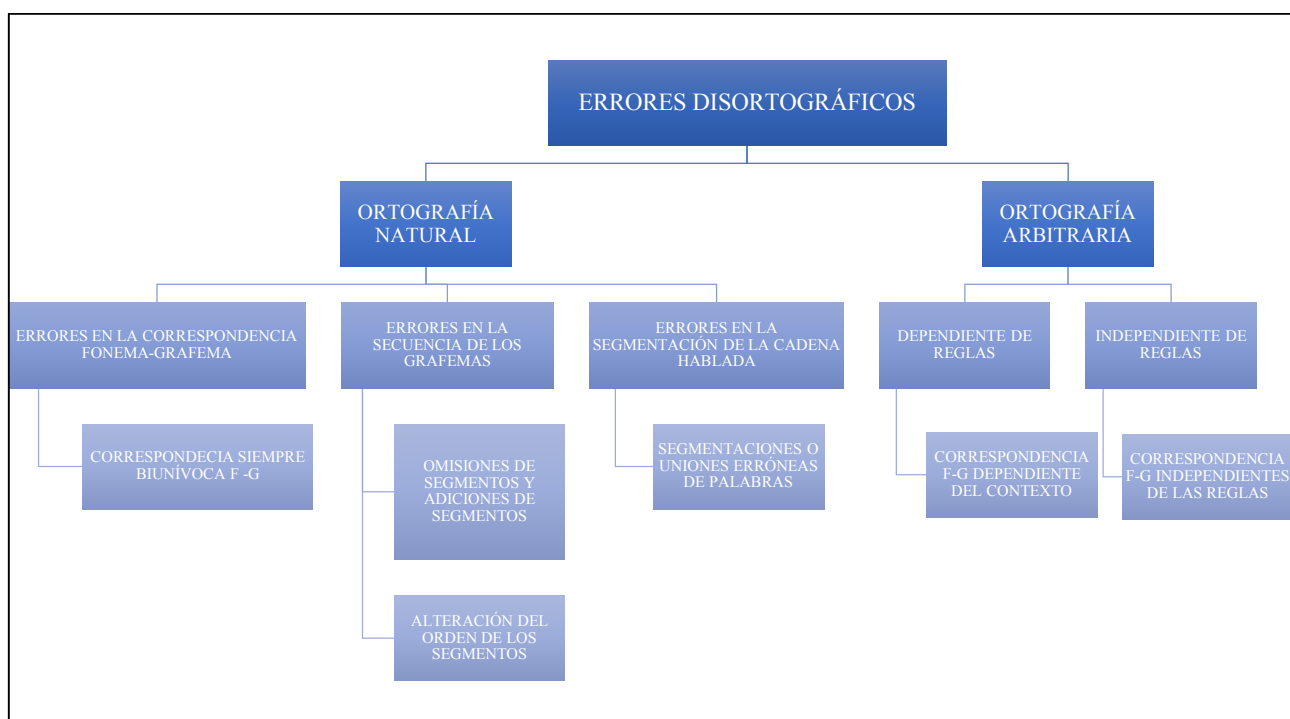 ERRORES DISORTOGRÁFICOS
ORTOGRAFÍA
NATURAL
ORTOGRAFÍA
ARBITRARIA
ERRORES EN LA CORRESPONDENCIA
FONEMA-GRAFEMA
ERRORES EN LA
SECUENCIA DE LOS
GRAFEMAS
ERRORES EN LA
SEGMENTACIÓN DE LA CADENA
HABLADA
DEPENDIENTE DE
REGLAS
INDEPENDIENTE DE
REGLAS
CORRESPONDECIA SIEMPRE
BIUNÍVOCA F -G
OMISIONES DE
SEGMENTOS Y
ADICIONES DE
SEGMENTOS
SEGMENTACIONES O
UNIONES ERRÓNEAS
DE PALABRAS
CORRESPONDENCIA
F-G DEPENDIENTE
DEL CONTEXTO
CORRESPONDENCIA
F-G INDEPENDIENTES
DE LAS REGLAS
ALTERACIÓN DEL
ORDEN DE LOS
SEGMENTOS